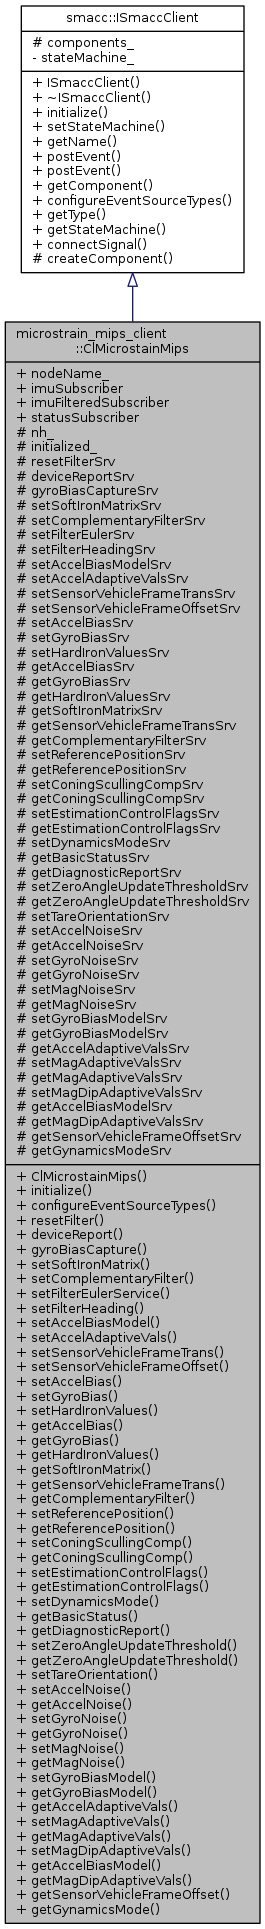 smacc::ISmaccClient
# components_
- stateMachine_
+ ISmaccClient()
+ ~ISmaccClient()
+ initialize()
+ setStateMachine()
+ getName()
+ postEvent()
+ postEvent()
+ getComponent()
+ configureEventSourceTypes()
+ getType()
+ getStateMachine()
+ connectSignal()
# createComponent()
microstrain_mips_client
::ClMicrostainMips
+ nodeName_
+ imuSubscriber
+ imuFilteredSubscriber
+ statusSubscriber
# nh_
# initialized_
# resetFilterSrv
# deviceReportSrv
# gyroBiasCaptureSrv
# setSoftIronMatrixSrv
# setComplementaryFilterSrv
# setFilterEulerSrv
# setFilterHeadingSrv
# setAccelBiasModelSrv
# setAccelAdaptiveValsSrv
# setSensorVehicleFrameTransSrv
# setSensorVehicleFrameOffsetSrv
# setAccelBiasSrv
# setGyroBiasSrv
# setHardIronValuesSrv
# getAccelBiasSrv
# getGyroBiasSrv
# getHardIronValuesSrv
# getSoftIronMatrixSrv
# getSensorVehicleFrameTransSrv
# getComplementaryFilterSrv
# setReferencePositionSrv
# getReferencePositionSrv
# setConingScullingCompSrv
# getConingScullingCompSrv
# setEstimationControlFlagsSrv
# getEstimationControlFlagsSrv
# setDynamicsModeSrv
# getBasicStatusSrv
# getDiagnosticReportSrv
# setZeroAngleUpdateThresholdSrv
# getZeroAngleUpdateThresholdSrv
# setTareOrientationSrv
# setAccelNoiseSrv
# getAccelNoiseSrv
# setGyroNoiseSrv
# getGyroNoiseSrv
# setMagNoiseSrv
# getMagNoiseSrv
# setGyroBiasModelSrv
# getGyroBiasModelSrv
# getAccelAdaptiveValsSrv
# setMagAdaptiveValsSrv
# getMagAdaptiveValsSrv
# setMagDipAdaptiveValsSrv
# getAccelBiasModelSrv
# getMagDipAdaptiveValsSrv
# getSensorVehicleFrameOffsetSrv
# getGynamicsModeSrv
+ ClMicrostainMips()
+ initialize()
+ configureEventSourceTypes()
+ resetFilter()
+ deviceReport()
+ gyroBiasCapture()
+ setSoftIronMatrix()
+ setComplementaryFilter()
+ setFilterEulerService()
+ setFilterHeading()
+ setAccelBiasModel()
+ setAccelAdaptiveVals()
+ setSensorVehicleFrameTrans()
+ setSensorVehicleFrameOffset()
+ setAccelBias()
+ setGyroBias()
+ setHardIronValues()
+ getAccelBias()
+ getGyroBias()
+ getHardIronValues()
+ getSoftIronMatrix()
+ getSensorVehicleFrameTrans()
+ getComplementaryFilter()
+ setReferencePosition()
+ getReferencePosition()
+ setConingScullingComp()
+ getConingScullingComp()
+ setEstimationControlFlags()
+ getEstimationControlFlags()
+ setDynamicsMode()
+ getBasicStatus()
+ getDiagnosticReport()
+ setZeroAngleUpdateThreshold()
+ getZeroAngleUpdateThreshold()
+ setTareOrientation()
+ setAccelNoise()
+ getAccelNoise()
+ setGyroNoise()
+ getGyroNoise()
+ setMagNoise()
+ getMagNoise()
+ setGyroBiasModel()
+ getGyroBiasModel()
+ getAccelAdaptiveVals()
+ setMagAdaptiveVals()
+ getMagAdaptiveVals()
+ setMagDipAdaptiveVals()
+ getAccelBiasModel()
+ getMagDipAdaptiveVals()
+ getSensorVehicleFrameOffset()
+ getGynamicsMode()